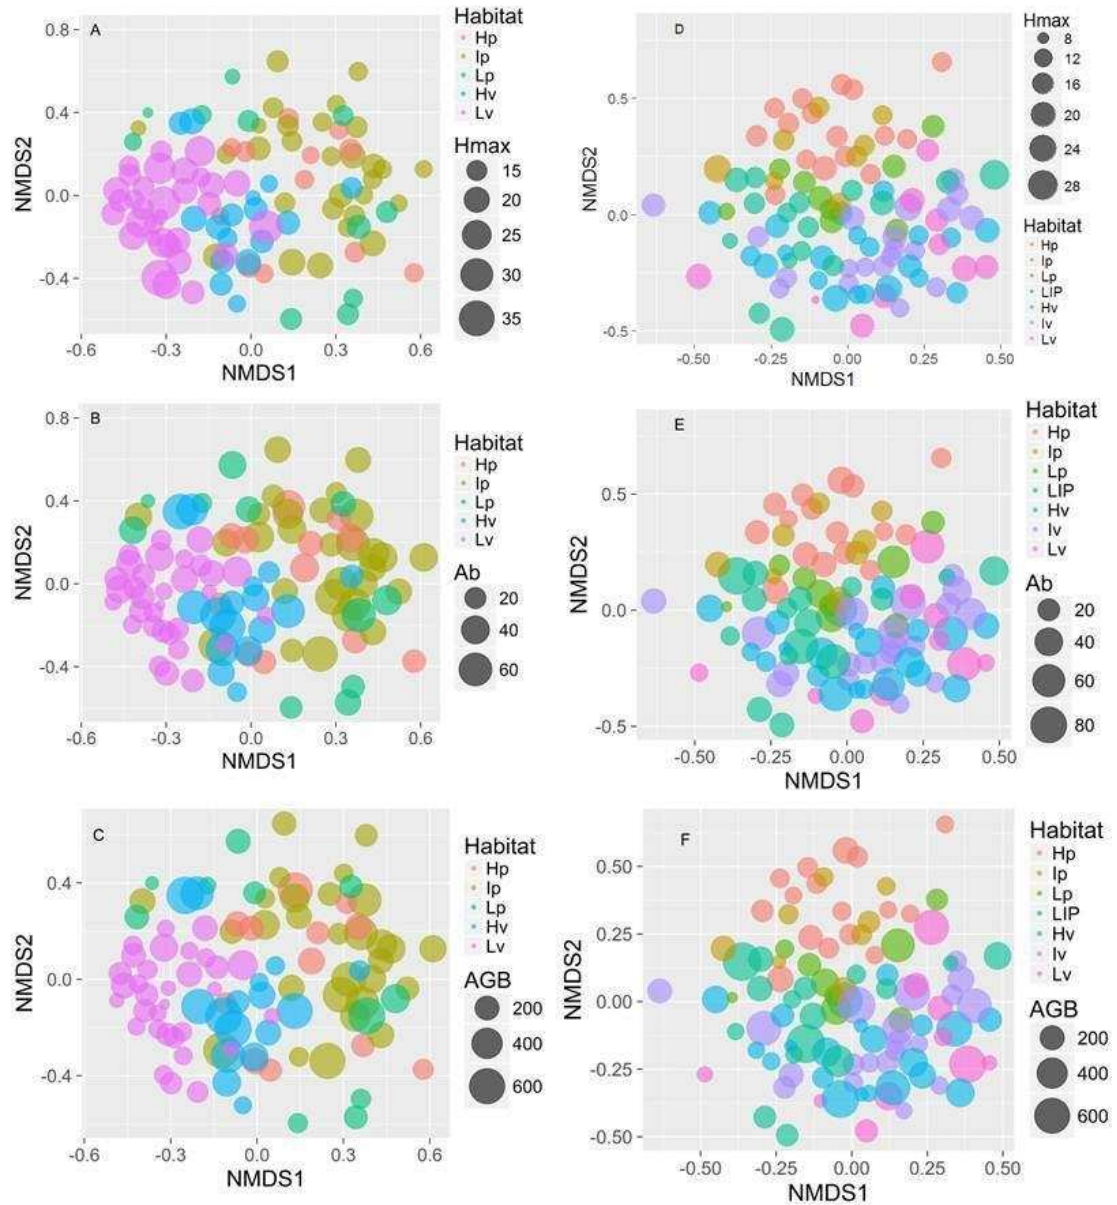 A
0.8
0.4
0.0
-0.4
NMDS2
-0.6
-0.3
0.0
0.3
0.6
NMDS1
Habitat
Hp
Ip
Lp
Hv
Lv
Hmax
15
20
25
30
35
D
0.5
0.0
-0.5
NMDS2
-0.50
-0.25
0.00
0.25
0.50
NMDS1
Hmax
8
12
16
20
24
28
Habitat
Hp
Ip
Lp
LIP
Hv
Iv
Lv
B
0.8
0.4
0.0
-0.4
NMDS2
-0.6
-0.3
0.0
0.3
0.6
NMDS1
Habitat
Hp
Ip
Lp
Hv
Lv
Ab
20
40
60
E
0.5
0.0
-0.5
NMDS2
-0.50
-0.25
0.00
0.25
0.50
NMDS1
Habitat
Hp
Ip
Lp
LIP
Hv
Iv
Lv
Ab
20
40
60
80
C
0.4
0.0
-0.4
NMDS2
-0.6
-0.3
0.0
0.3
0.6
NMDS1
Habitat
Hp
Ip
Lp
Hv
Lv
AGB
200
400
600
F
0.50
0.25
0.00
-0.25
-0.50
NMDS2
-0.50
-0.25
0.00
0.25
0.50
NMDS1
Habitat
Hp
Ip
Lp
LIP
Hv
Iv
Lv
AGB
200
400
600